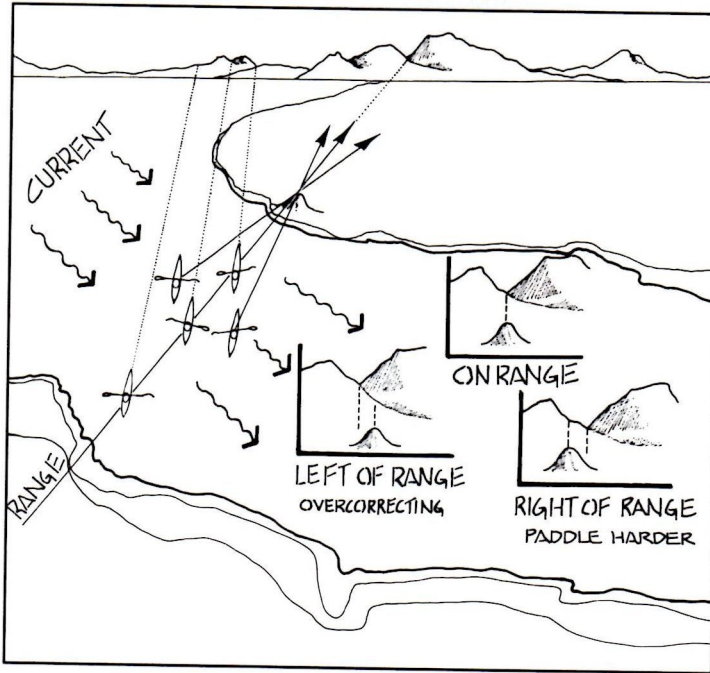 CURRENT
ON RANGE
LEFT OF RANGE
OVERCORRECTING
RIGHT OF RANGE
PADDLE HARDER
RANGE